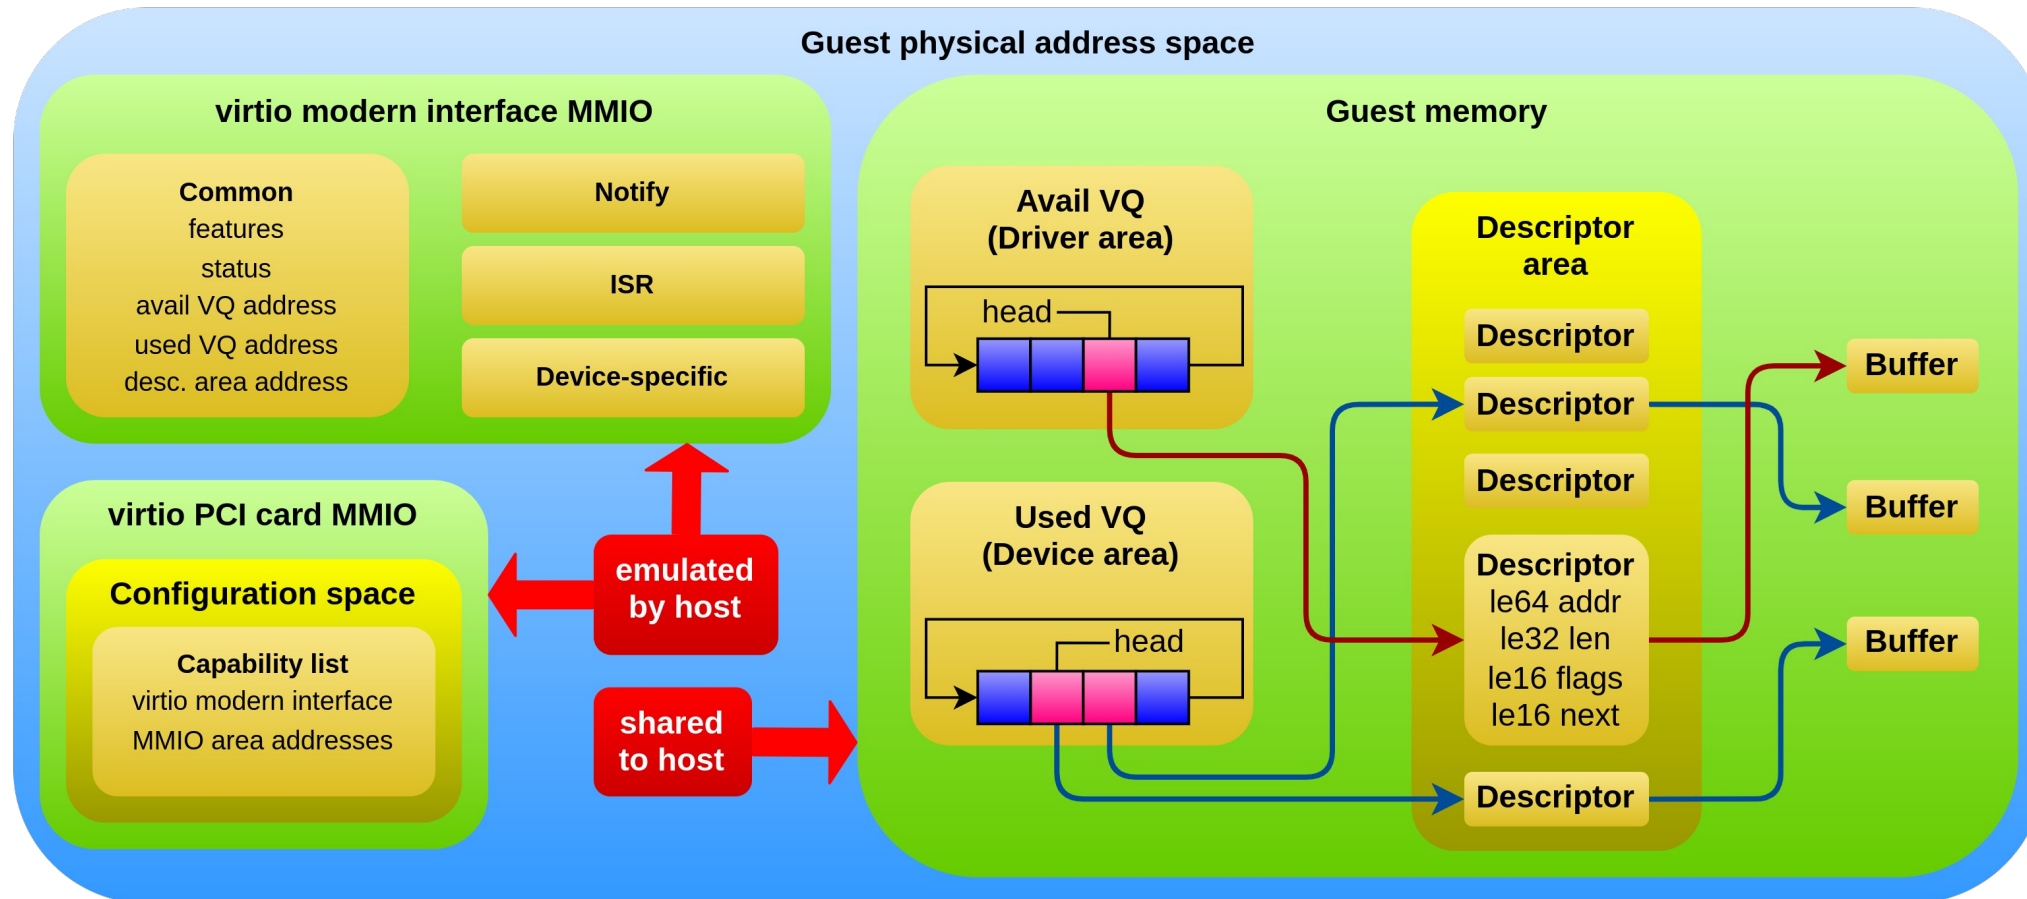 Guest physical address space
virtio modern interface MMIO
Common
features
status
avail VQ address
used VQ address
desc. area address
Notify
ISR
Device-specific
virtio PCI card MMIO
Configuration space
Capability list
virtio modern interface
MMIO area addresses
emulated
by host
shared
to host
Guest memory
Avail VQ
(Driver area)
head
Used VQ
(Device area)
head
Descriptor
area
Descriptor
Descriptor
Descriptor
Descriptor
le64 addr
le32 len
le16 flags
le16 next
Descriptor
Buffer
Buffer
Buffer